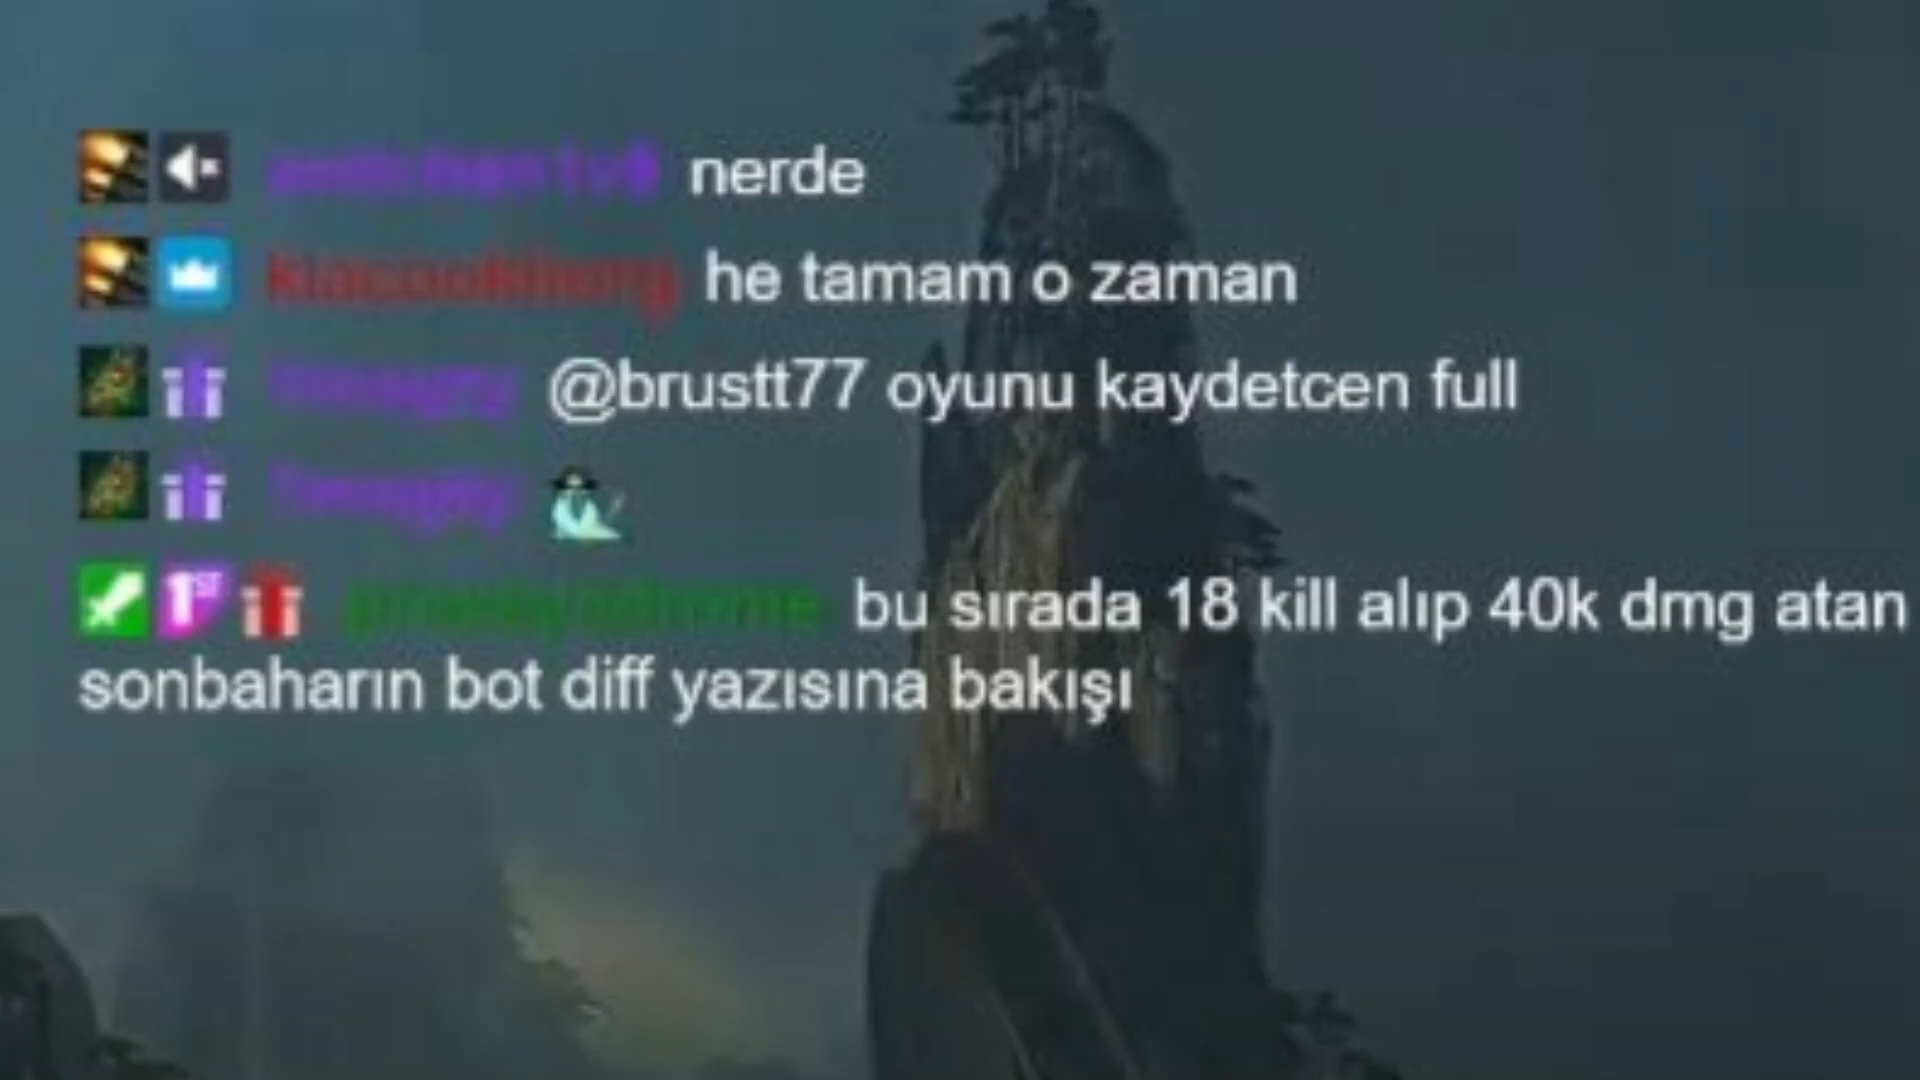 nerde
he tamam o zaman
@brustt77 oyunu kaydetcen full
1ST bu sırada 18 kill alıp 40k dmg atan
sonbaharın bot diff yazısına bakışı